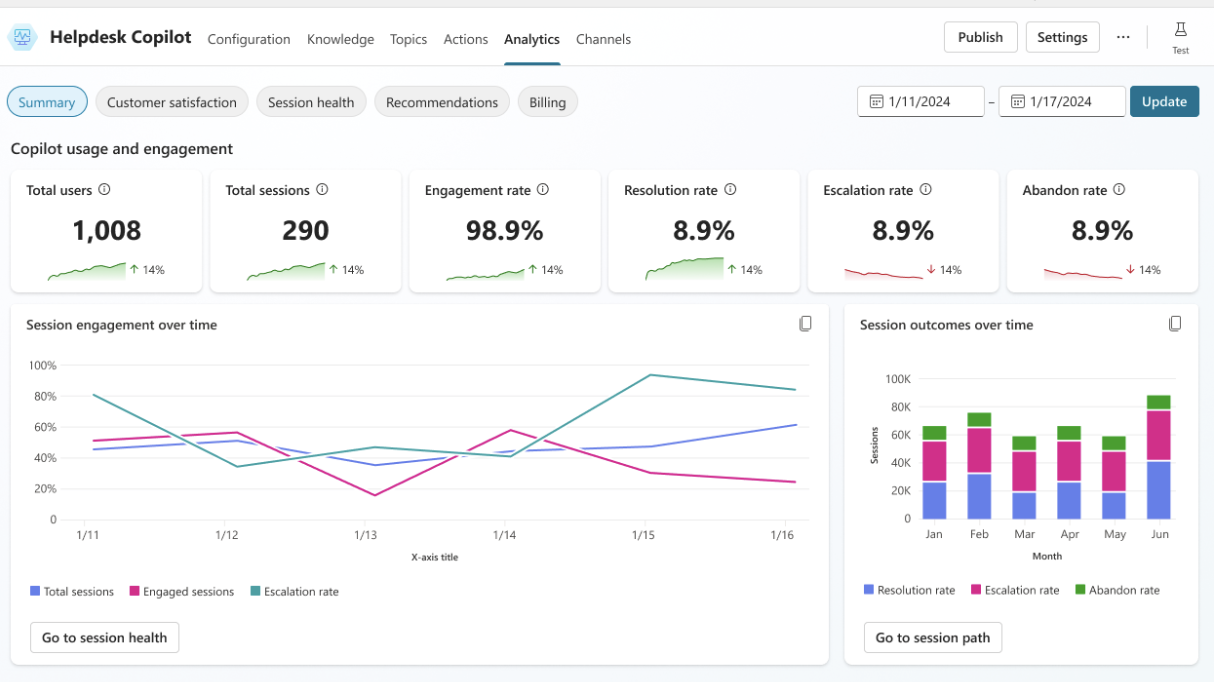 Helpdesk Copilot Configuration Knowledge Topics Actions Analytics Channels Publish Settings ... Test
Summary Customer satisfaction Session health Recommendations Billing 1/11/2024 – 1/17/2024 Update
Copilot usage and engagement
Total users Total sessions Engagement rate Resolution rate Escalation rate Abandon rate
1,008 290 98.9% 8.9% 8.9% 8.9%
↑ 14% ↑ 14% ↑ 14% ↑ 14% ↓ 14% ↓ 14%
Session engagement over time
100%
80%
60%
40%
20%
0
1/11 1/12 1/13 1/14 1/15 1/16
X-axis title
Total sessions Engaged sessions Escalation rate
Go to session health
Session outcomes over time
100K
80K
60K
40K
20K
0
Sessions
Jan Feb Mar Apr May Jun
Month
Resolution rate Escalation rate Abandon rate
Go to session path